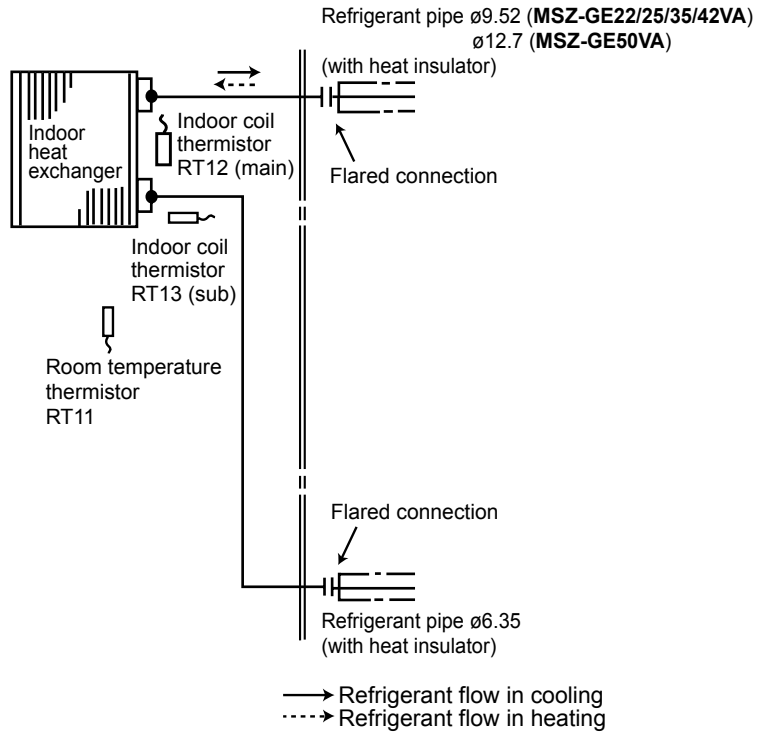 Refrigerant pipe ø9.52 (MSZ-GE22/25/35/42VA)
ø12.7 (MSZ-GE50VA)
(with heat insulator)
Indoor
heat
exchanger
Indoor coil
thermistor
RT12 (main)
Flared connection
Indoor coil
thermistor
RT13 (sub)
Room temperature
thermistor
RT11
Flared connection
Refrigerant pipe ø6.35
(with heat insulator)
Refrigerant flow in cooling
Refrigerant flow in heating